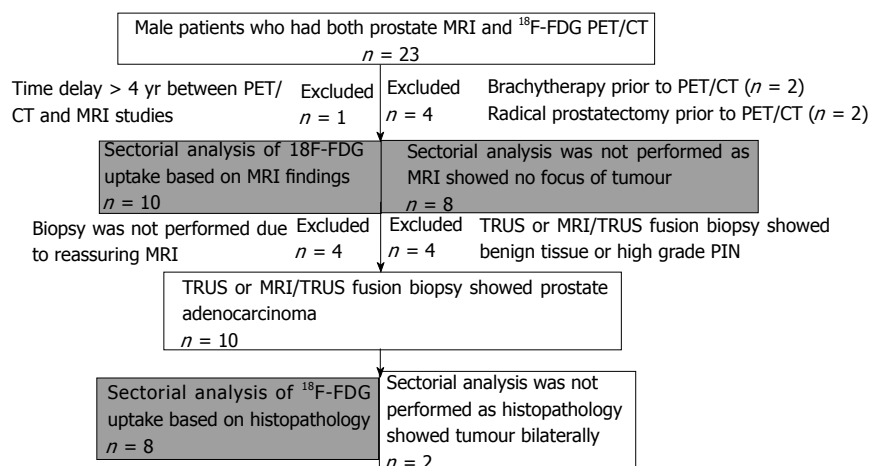 Male patients who had both prostate MRI and ¹⁸F-FDG PET/CT
n = 23
Time delay > 4 yr between PET/
CT and MRI studies
Excluded
n = 1
Excluded
n = 4
Brachytherapy prior to PET/CT (n = 2)
Radical prostatectomy prior to PET/CT (n = 2)
Sectorial analysis of 18F-FDG
uptake based on MRI findings
n = 10
Sectorial analysis was not performed as
MRI showed no focus of tumour
n = 8
Biopsy was not performed due
to reassuring MRI
Excluded
n = 4
Excluded
n = 4
TRUS or MRI/TRUS fusion biopsy showed
benign tissue or high grade PIN
TRUS or MRI/TRUS fusion biopsy showed prostate
adenocarcinoma
n = 10
Sectorial analysis of ¹⁸F-FDG
uptake based on histopathology
n = 8
Sectorial analysis was not
performed as histopathology
showed tumour bilaterally
n = 2